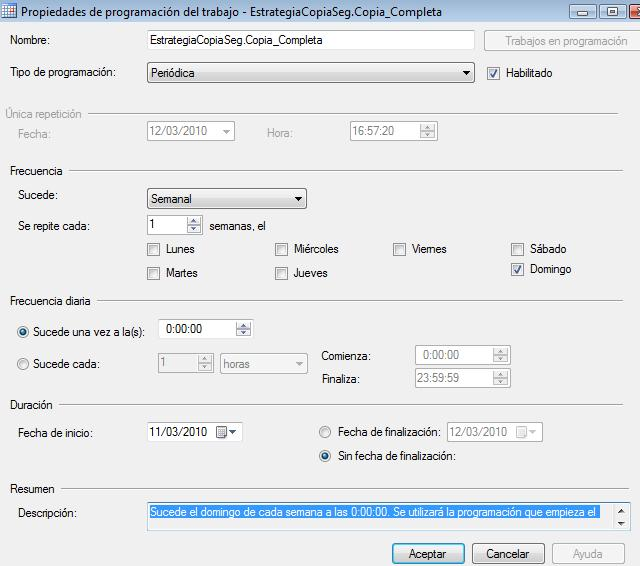 Propiedades de programación del trabajo - EstrategiaCopiaSeg.Copia_Completa
Nombre: EstrategiaCopiaSeg.Copia_Completa Trabajos en programación
Tipo de programación: Periódica Habilitado
Única repetición
Fecha: 12/03/2010 Hora: 16:57:20
Frecuencia
Sucede: Semanal
Se repite cada: 1 semanas, el
Lunes Miércoles Viernes Sábado
Martes Jueves Domingo
Frecuencia diaria
Sucede una vez a la(s): 0:00:00
Sucede cada: 1 horas Comienza: 0:00:00
Finaliza: 23:59:59
Duración
Fecha de inicio: 11/03/2010 Fecha de finalización: 12/03/2010
Sin fecha de finalización:
Resumen
Descripción: Sucede el domingo de cada semana a las 0:00:00. Se utilizará la programación que empieza el
Aceptar Cancelar Ayuda